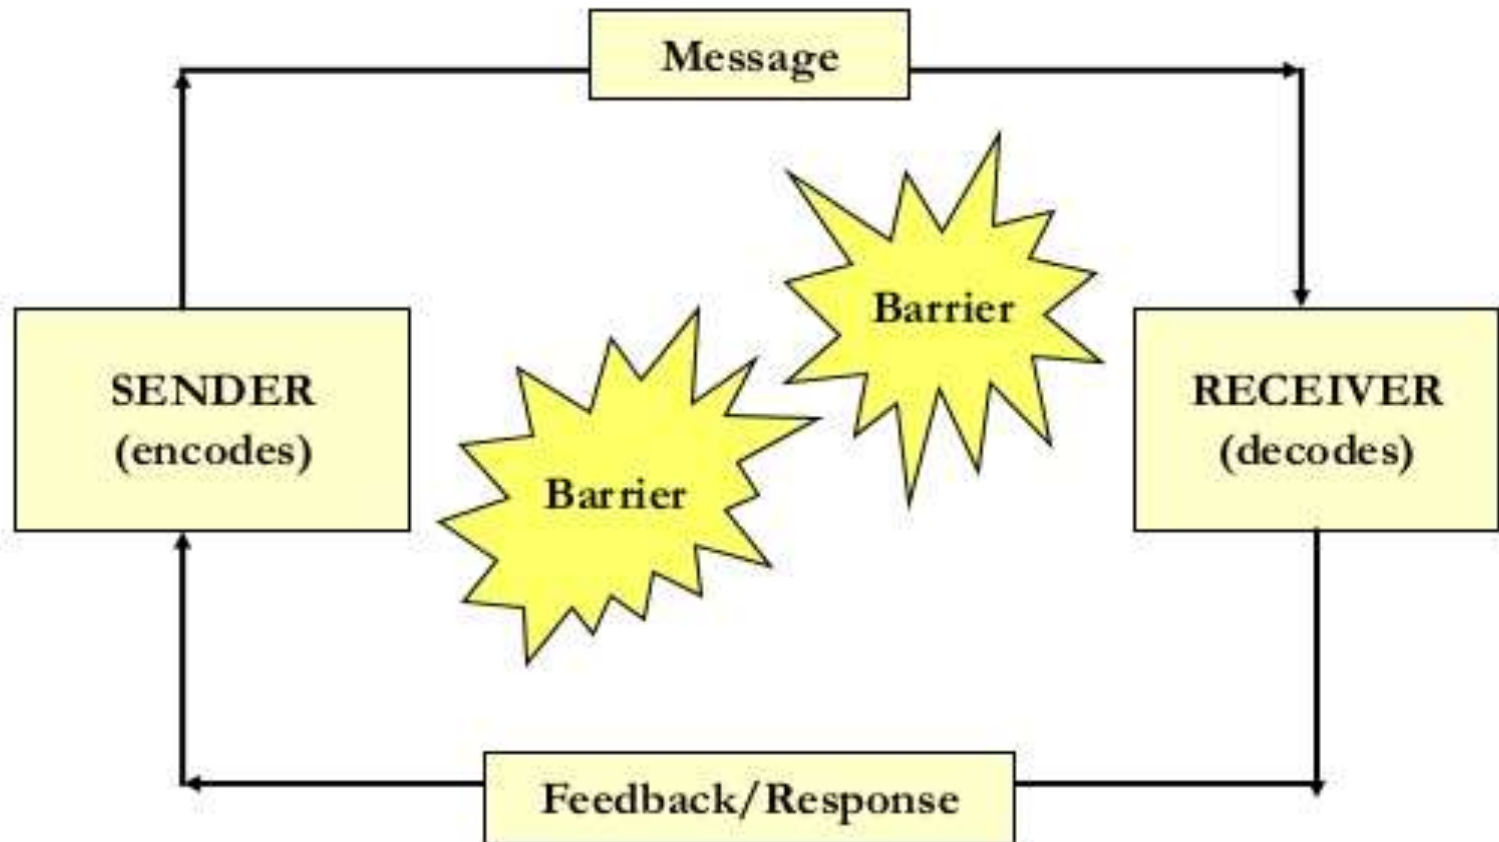 Message
Barrier
SENDER
(encodes)
Barrier
RECEIVER
(decodes)
Feedback/Response